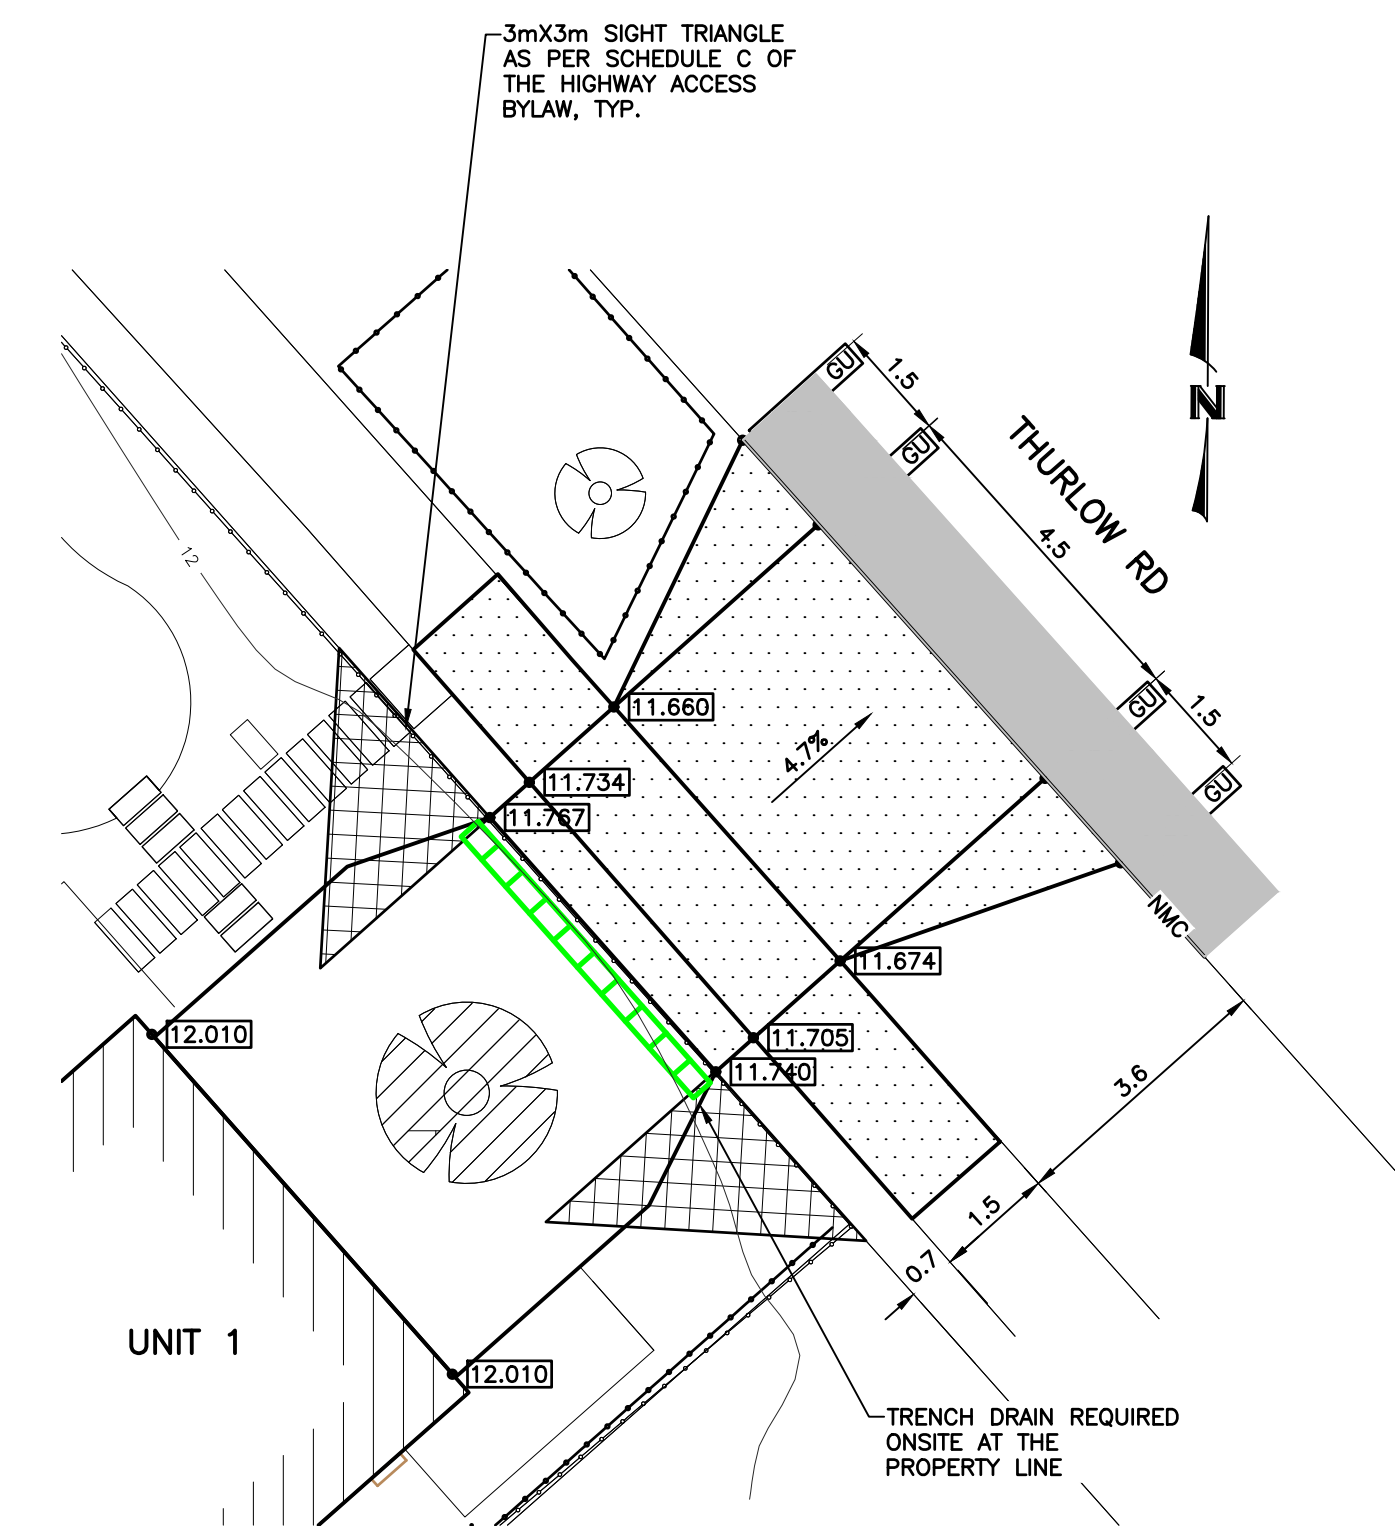 3mX3m SIGHT TRIANGLE
AS PER SCHEDULE C OF
THE HIGHWAY ACCESS
BYLAW, TYP.
N
GU
1.5
GU
THURLOW RD
4.5
12
GU
1.5
11.660
4.7%
11.734
GU
11.767
NMC
11.674
12.010
11.705
11.740
3.6
1.5
0.7
UNIT 1
12.010
TRENCH DRAIN REQUIRED
ONSITE AT THE
PROPERTY LINE